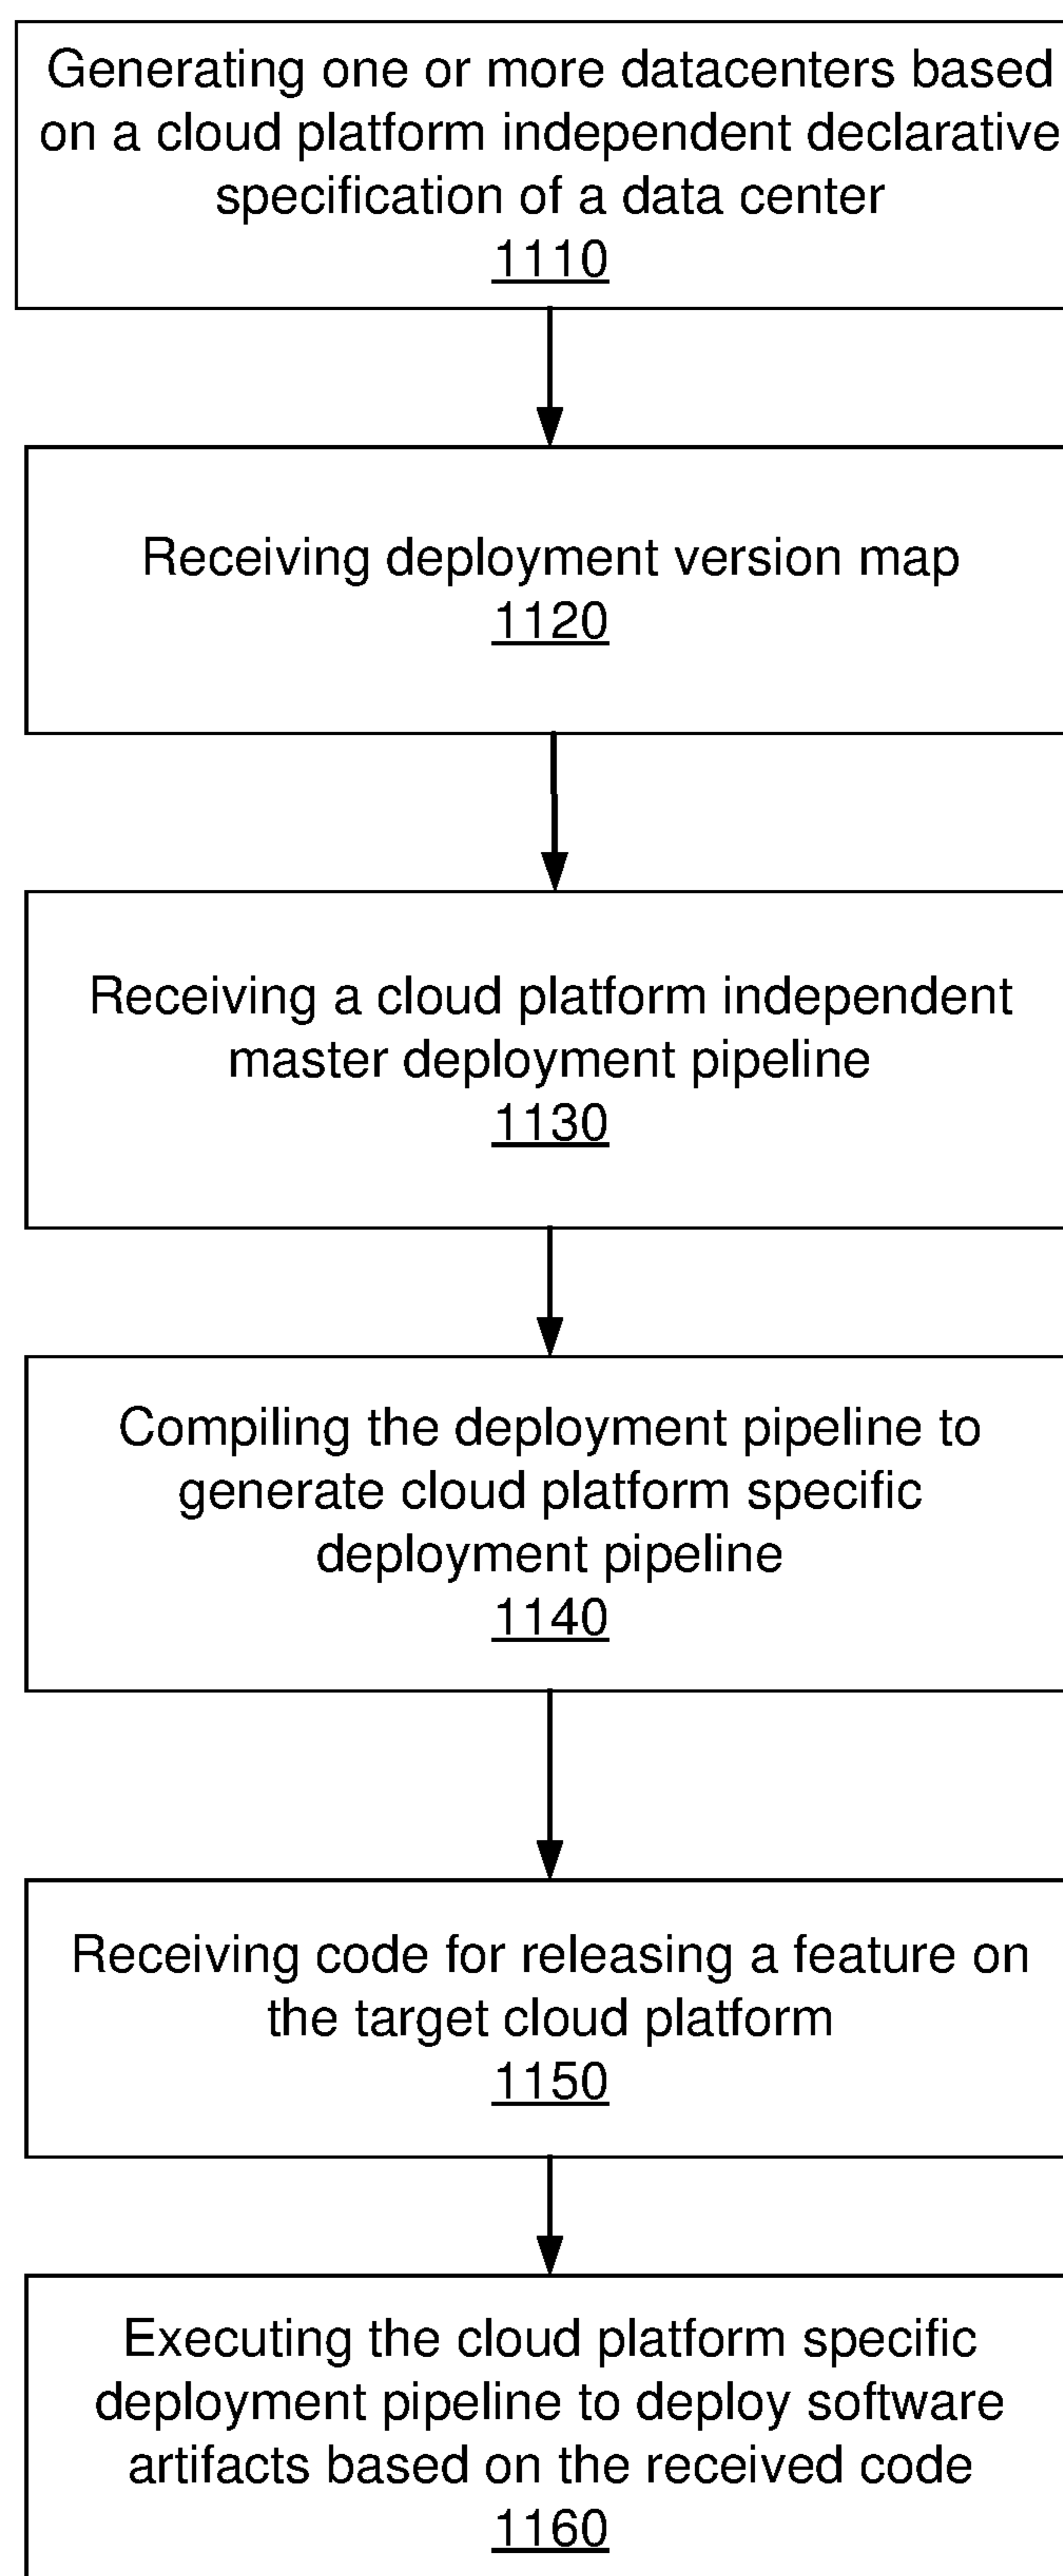 Generating one or more datacenters based
on a cloud platform independent declarative
specification of a data center
1110
Receiving deployment version map
1120
Receiving a cloud platform independent
master deployment pipeline
1130
Compiling the deployment pipeline to
generate cloud platform specific
deployment pipeline
1140
Receiving code for releasing a feature on
the target cloud platform
1150
Executing the cloud platform specific
deployment pipeline to deploy software
artifacts based on the received code
1160